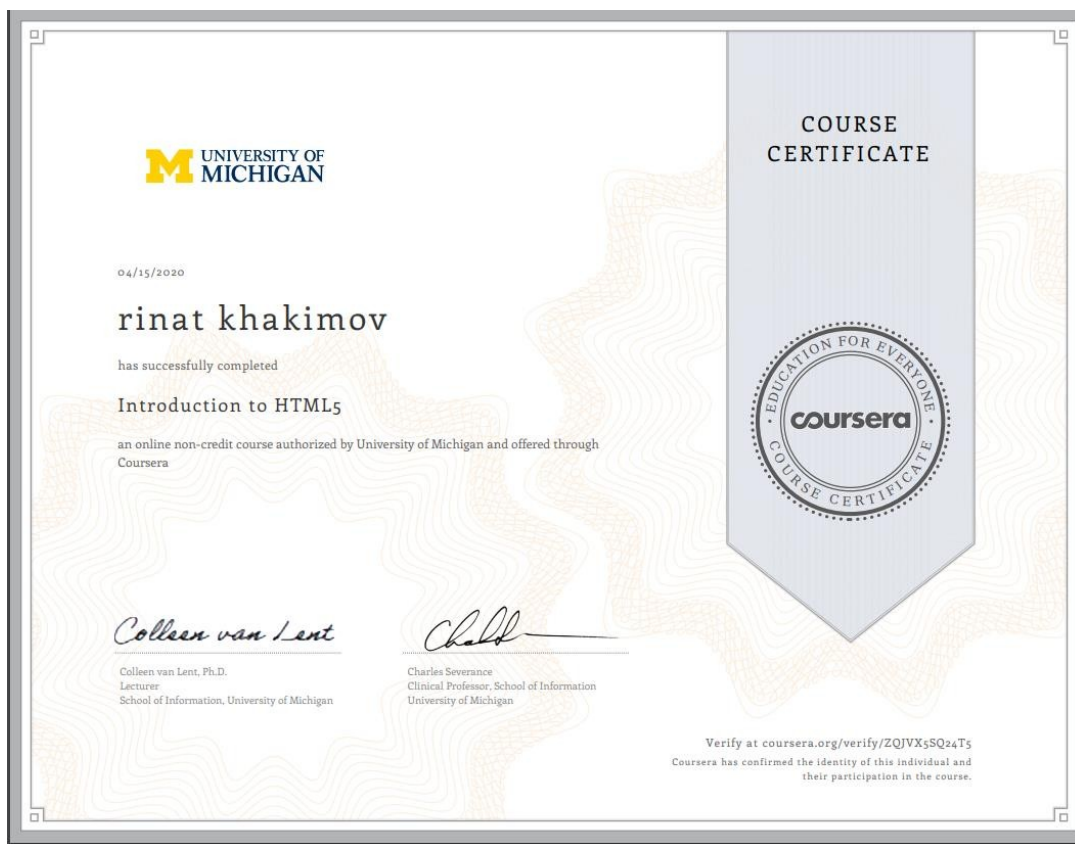 COURSE
CERTIFICATE
UNIVERSITY OF
MICHIGAN
04/15/2020
rinat khakimov
has successfully completed
Introduction to HTML5
an online non-credit course authorized by University of Michigan and offered through
Coursera
EDUCATION FOR EVERYONE
coursera
COURSE CERTIFICATE
Colleen van Lent
Colleen van Lent, Ph.D.
Lecturer
School of Information, University of Michigan
Charles Severance
Clinical Professor, School of Information
University of Michigan
Verify at coursera.org/verify/ZQJVX5SQ24T5
Coursera has confirmed the identity of this individual and
their participation in the course.